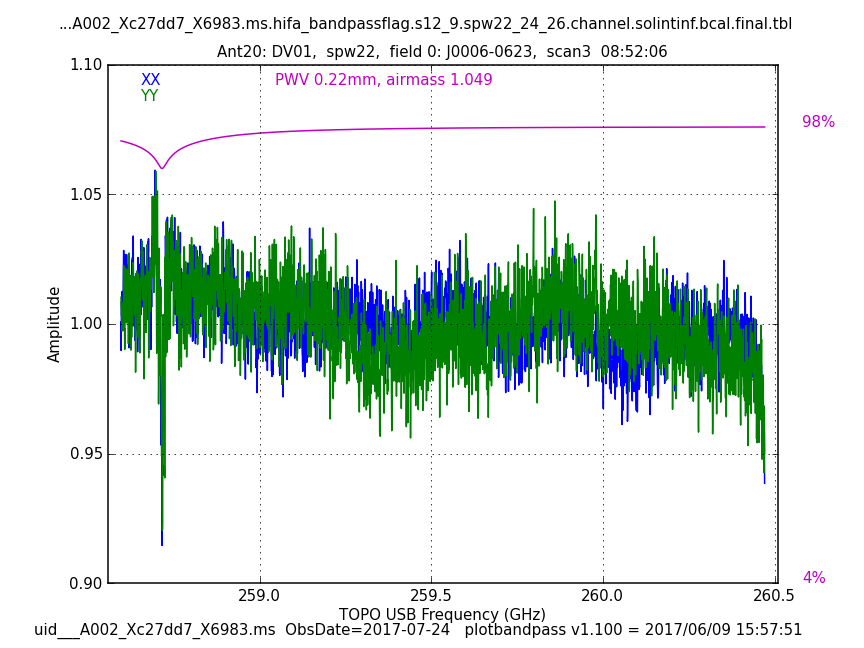 ...A002_Xc27dd7_X6983.ms.hifa_bandpassflag.s12_9.spw22_24_26.channel.solintinf.bcal.final.tbl
Ant20: DV01,  spw22,  field 0: J0006-0623,  scan3  08:52:06
1.10
XX
PWV 0.22mm, airmass 1.049
YY
98%
1.05
Amplitude
1.00
0.95
4%
0.90
259.0
259.5
260.0
260.5
TOPO USB Frequency (GHz)
uid___A002_Xc27dd7_X6983.ms  ObsDate=2017-07-24   plotbandpass v1.100 = 2017/06/09 15:57:51